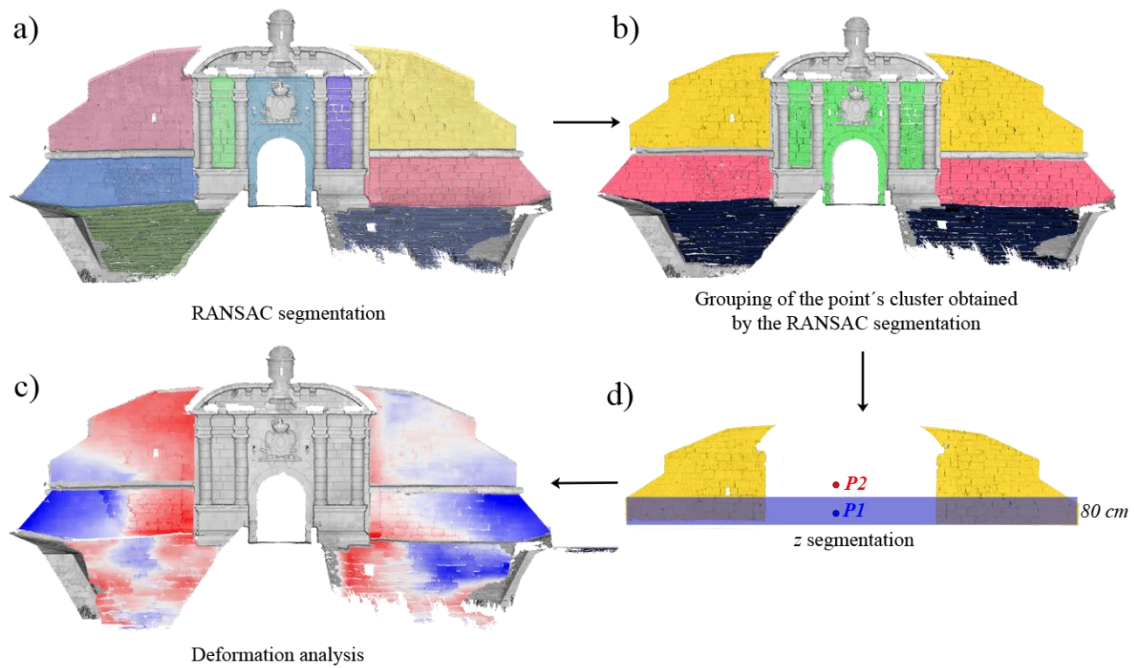 a)
b)
RANSAC segmentation
Grouping of the point´s cluster obtained
by the RANSAC segmentation
c)
d)
P2
P1
80 cm
z segmentation
Deformation analysis